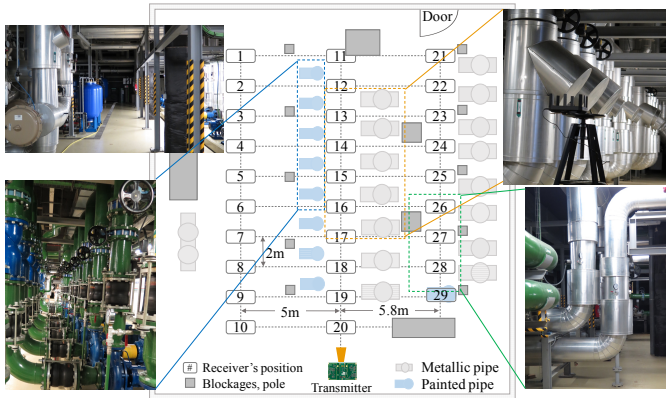 Door
1 11 21
2 12 22
3 13 23
4 14 24
5 15 25
6 16 26
7 17 27
2m
8 18 28
9 19 29
5m 5.8m
10 20
# Receiver's position
Blockages, pole
Transmitter
Metallic pipe
Painted pipe